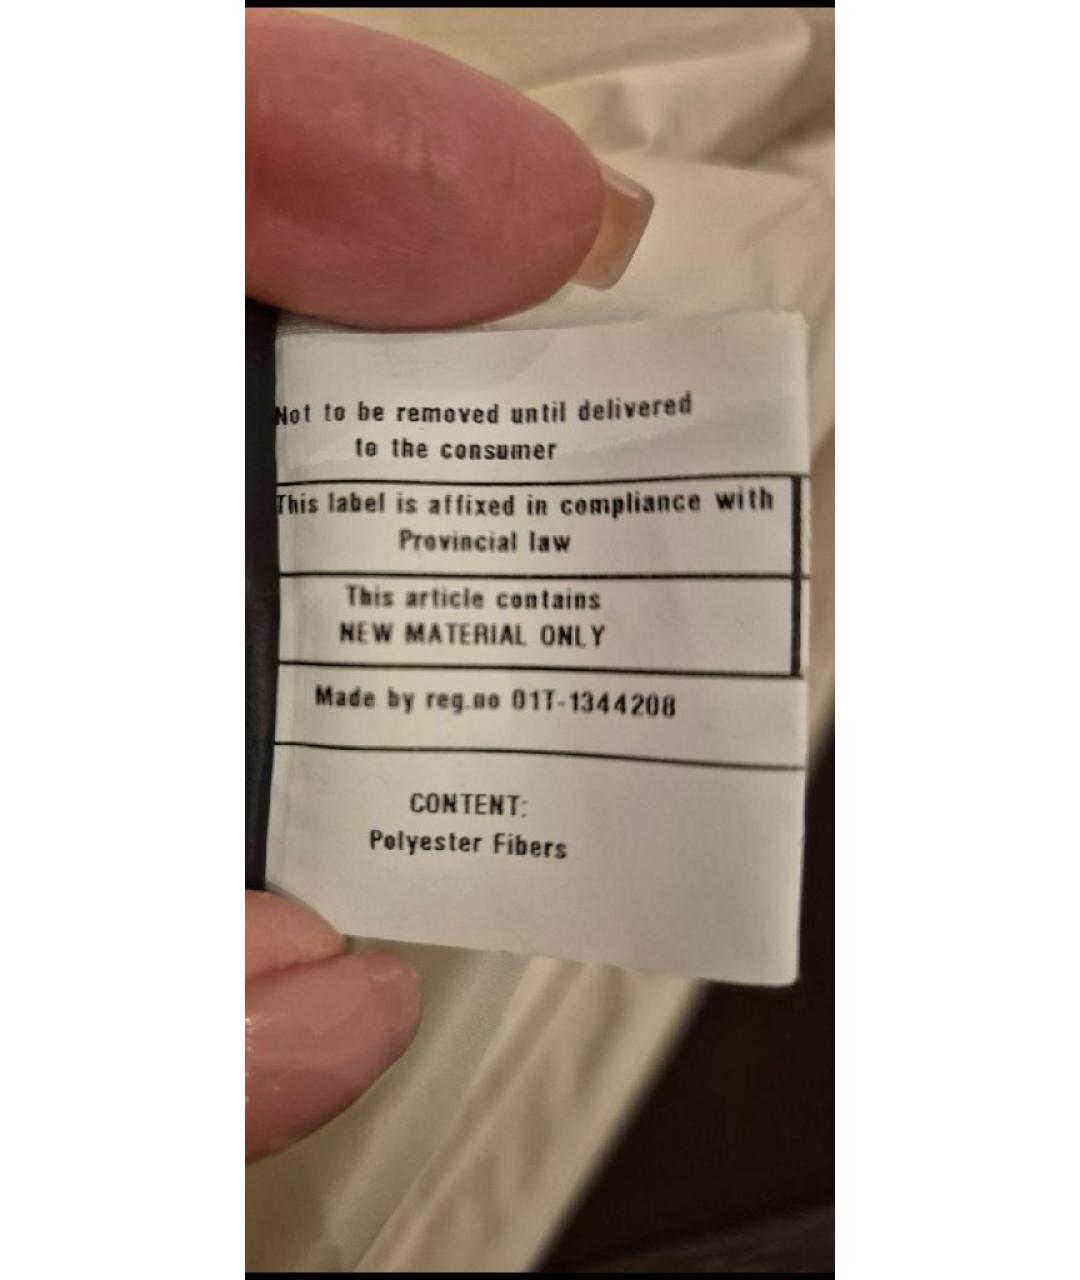 Not to be removed until delivered
to the consumer
This label is affixed in compliance with
Provincial law
This article contains
NEW MATERIAL ONLY
Made by reg.no 01T-1344208
CONTENT:
Polyester Fibers